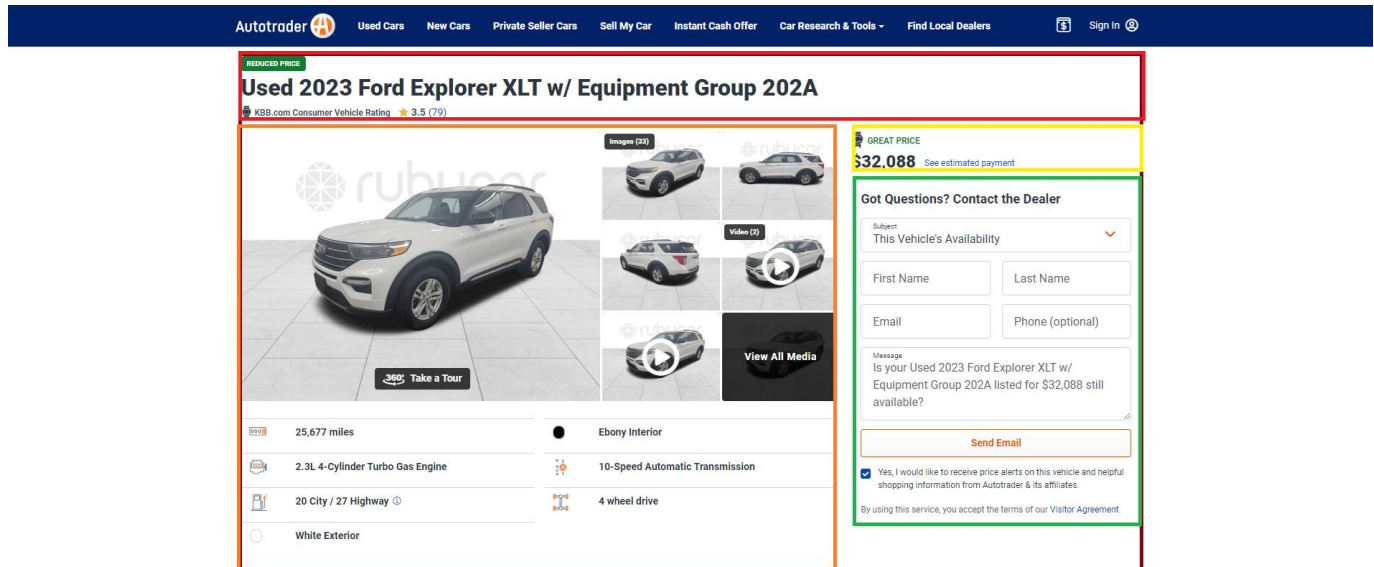 Autotrader
Used Cars
New Cars
Private Seller Cars
Sell My Car
Instant Cash Offer
Car Research & Tools
Find Local Dealers
$
Sign In
REDUCED PRICE
Used 2023 Ford Explorer XLT w/ Equipment Group 202A
KBB.com Consumer Vehicle Rating 3.5 (79)
rubycar
Images (33)
rubycar
Video (2)
View All Media
360° Take a Tour
GREAT PRICE
$32,088 See estimated payment
Got Questions? Contact the Dealer
Subject
This Vehicle's Availability
First Name
Last Name
Email
Phone (optional)
Message
Is your Used 2023 Ford Explorer XLT w/
Equipment Group 202A listed for $32,088 still
available?
Send Email
Yes, I would like to receive price alerts on this vehicle and helpful
shopping information from Autotrader & its affiliates.
By using this service, you accept the terms of our Visitor Agreement
25,677 miles
Ebony Interior
2.3L 4-Cylinder Turbo Gas Engine
10-Speed Automatic Transmission
20 City / 27 Highway
4 wheel drive
White Exterior